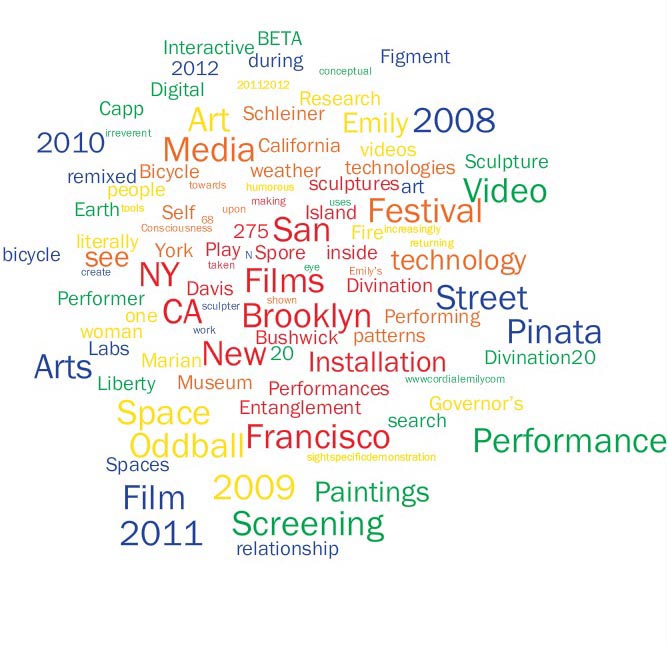 BETA
Interactive
during
Figment
2012
conceptual
Digital
20112012
Research
Capp
Art
Schleiner
Emily
2008
2010
irreverent
Media
California
videos
Bicycle
weather
technologies
Sculpture
remixed
people
towards
humorous
sculptures
art
Video
Earth
tools
Self
68
upon
making
uses
Island
Festival
Consciousness
275
San
Fire
increasingly
literally
returning
bicycle
see
York
Play
N
Spore
inside
technology
create
NY
taken
eye
Emily's
Davis
Films
Divination
Street
Performer
CA
sculpter
shown
one
Brooklyn
Performing
woman
work
Bushwick
patterns
Pinata
Labs
Arts
Marian
New
20
Installation
Divination20
Liberty
Museum
Performances
wwwcordialemilycom
Space
Entanglement
Governor's
search
Oddball
Francisco
Performance
sightspecificdemonstration
Spaces
Film
2009
Paintings
2011
Screening
relationship